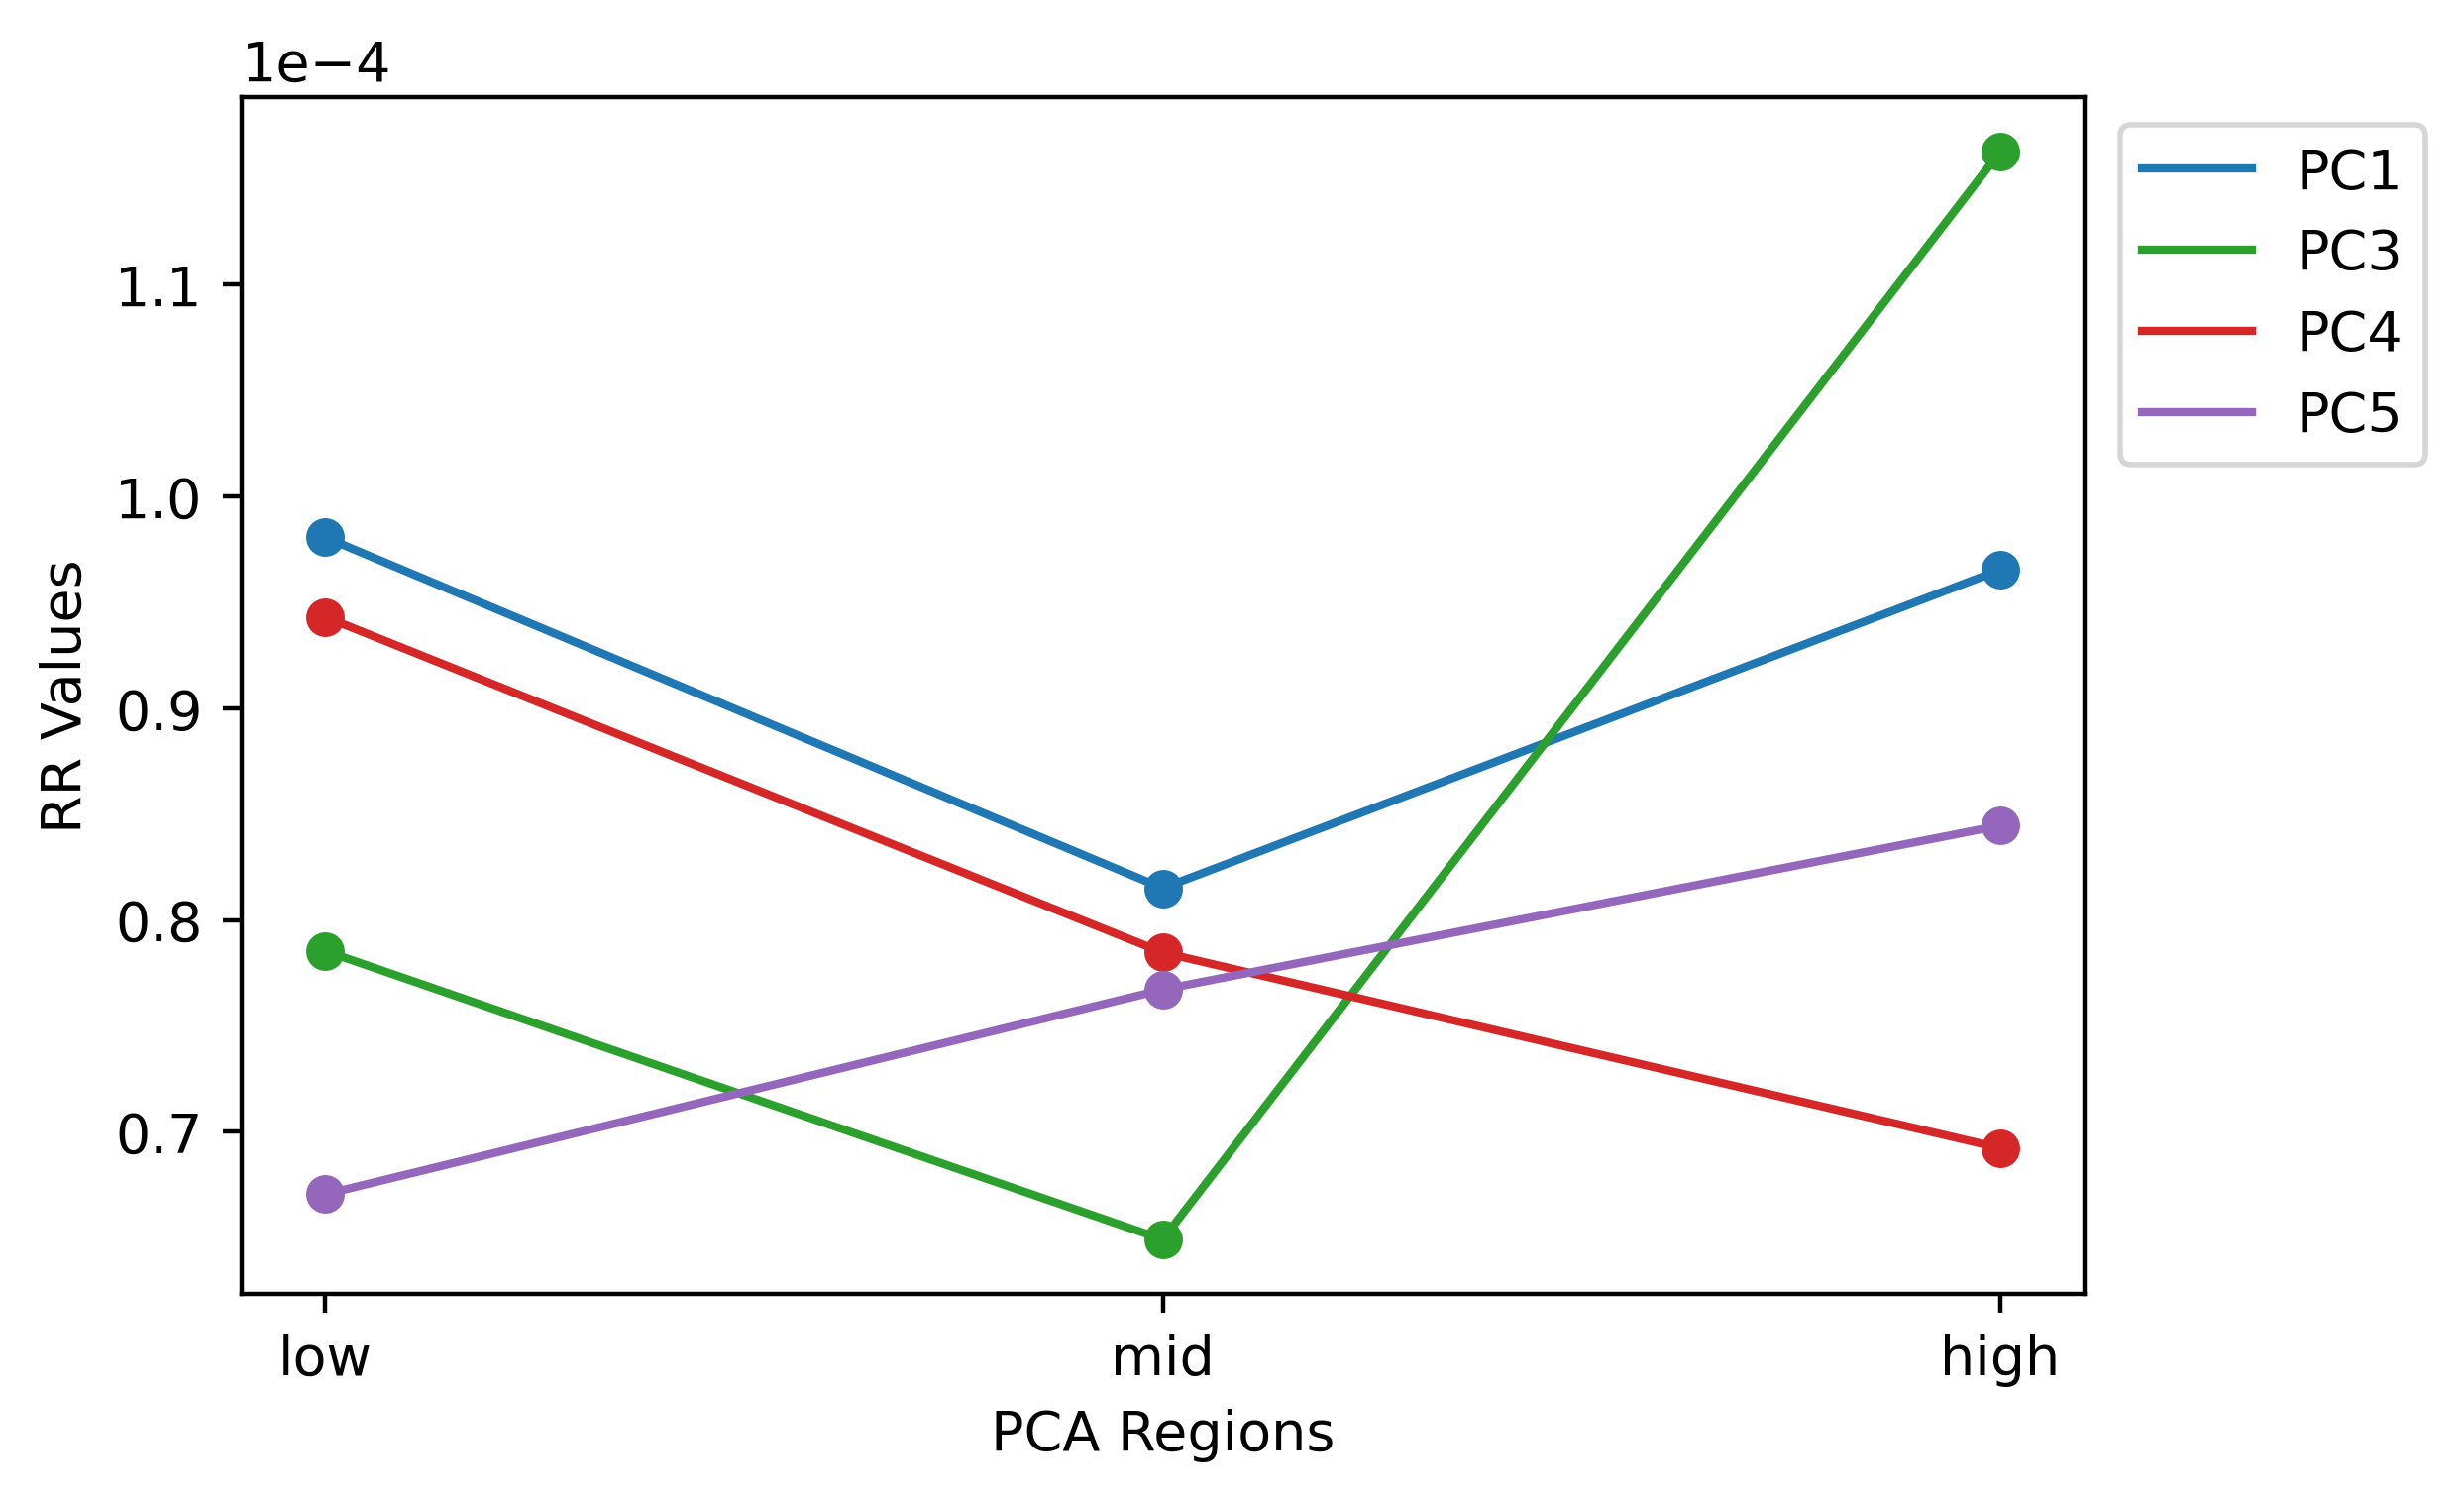 1e−4
1.1
1.0
0.9
0.8
0.7
RR Values
low
mid
high
PCA Regions
PC1
PC3
PC4
PC5